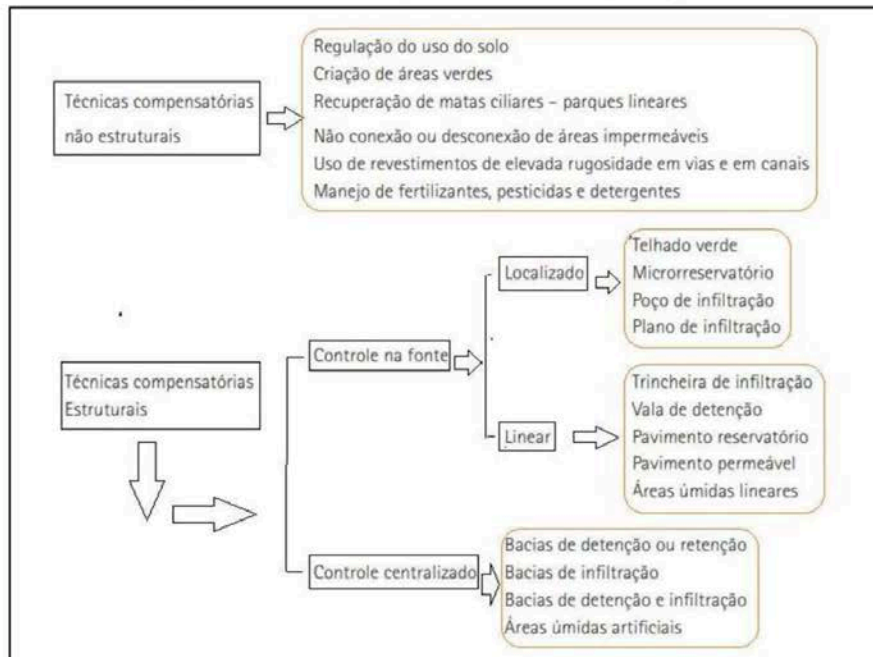 Regulação do uso do solo
Criação de áreas verdes
Técnicas compensatórias
não estruturais
Recuperação de matas ciliares – parques lineares
Não conexão ou desconexão de áreas impermeáveis
Uso de revestimentos de elevada rugosidade em vias e em canais
Manejo de fertilizantes, pesticidas e detergentes
Técnicas compensatórias
Estruturais
Controle na fonte
Localizado
Telhado verde
Microrreservatório
Poço de infiltração
Plano de infiltração
Linear
Trincheira de infiltração
Vala de detenção
Pavimento reservatório
Pavimento permeável
Áreas úmidas lineares
Controle centralizado
Bacias de detenção ou retenção
Bacias de infiltração
Bacias de detenção e infiltração
Áreas úmidas artificiais